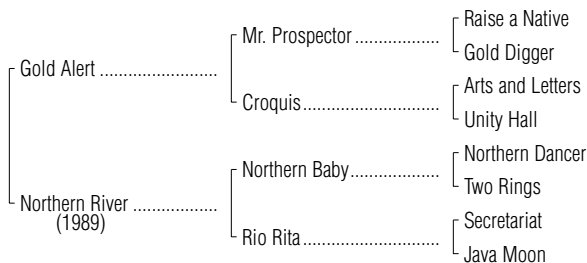 Raise a Native
Mr. Prospector ....................
Gold Digger
Gold Alert ............................
Arts and Letters
Croquis.................................
Unity Hall
Northern Dancer
Northern Baby.....................
Two Rings
Northern River ....................
(1989)
Secretariat
Rio Rita.................................
Java Moon